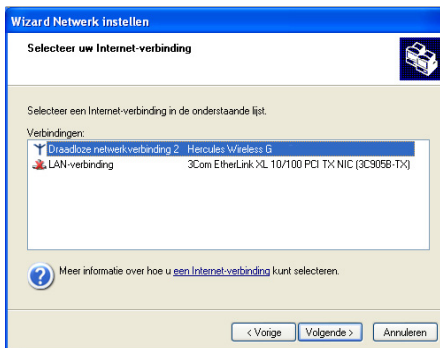 Wizard Netwerk instellen
Selecteer uw Internet-verbinding
Selecteer een Internet-verbinding in de onderstaande lijst.
Verbindingen:
Draadloze netwerkverbinding 2 Hercules Wireless G
LAN-verbinding 3Com EtherLink XL 10/100 PCI TX NIC (3C905B-TX)
Meer informatie over hoe u een Internet-verbinding kunt selecteren.
< Vorige Volgende > Annuleren